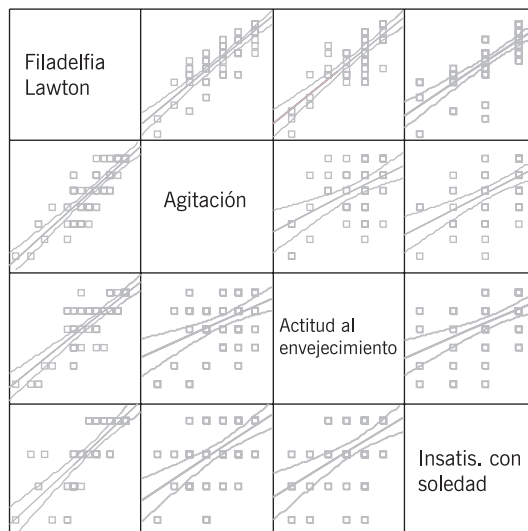 Filadelfia
Lawton
Agitación
Actitud al
envejecimiento
Insatis. con
soledad